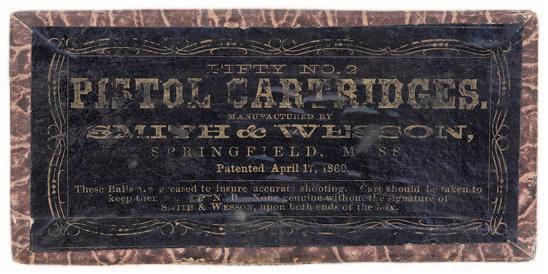 FIFTY NO. 2
PISTOL CARTRIDGES.
MANUFACTURED BY
SMITH & WESSON,
SPRINGFIELD, MASS
Patented April 17, 1860.
These Ball's are greased to insure accurate shooting. Care should be taken to
keep them N. B. None genuine without the signature of
SMITH & WESSON, upon both ends of the box.